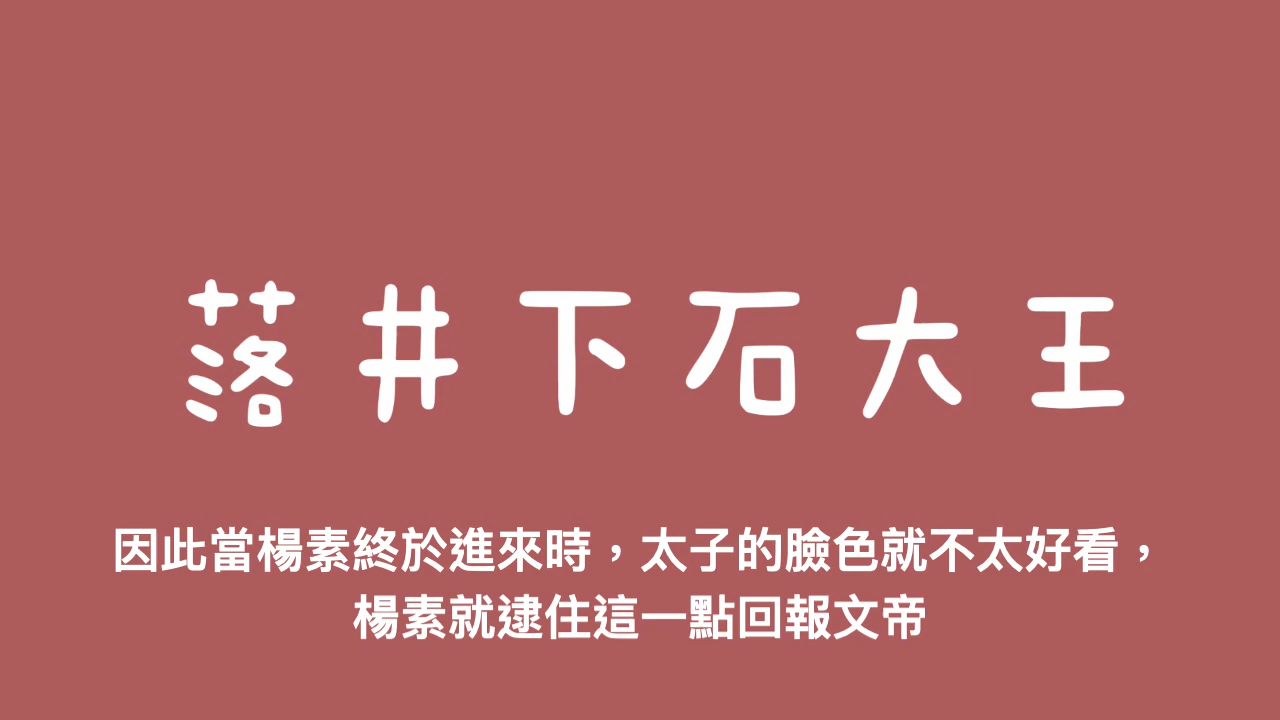 落井下石大王
因此當楊素終於進來時，太子的臉色就不太好看，
楊素就逮住這一點回報文帝